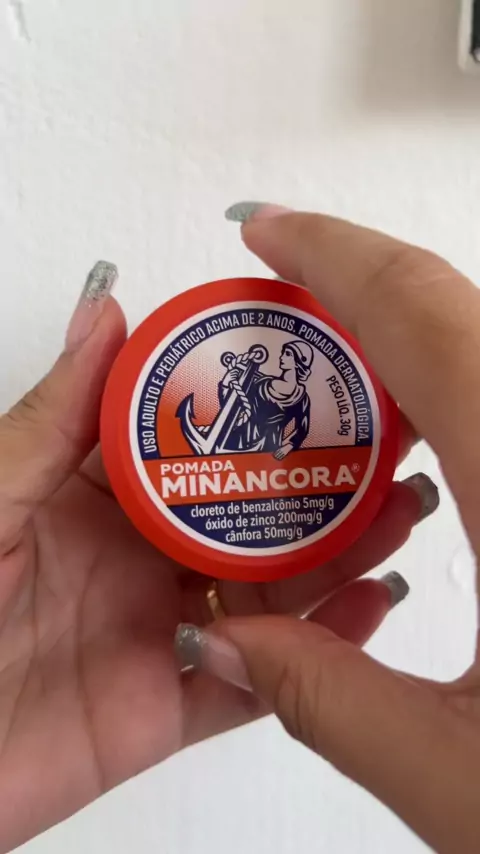 USO ADULTO E PEDIÁTRICO ACIMA DE 2 ANOS. POMADA DERMATOLÓGICA.
PESO LÍQ. 30g
POMADA
MINANCORA®
cloreto de benzalcônio 5mg/g
óxido de zinco 200mg/g
cânfora 50mg/g